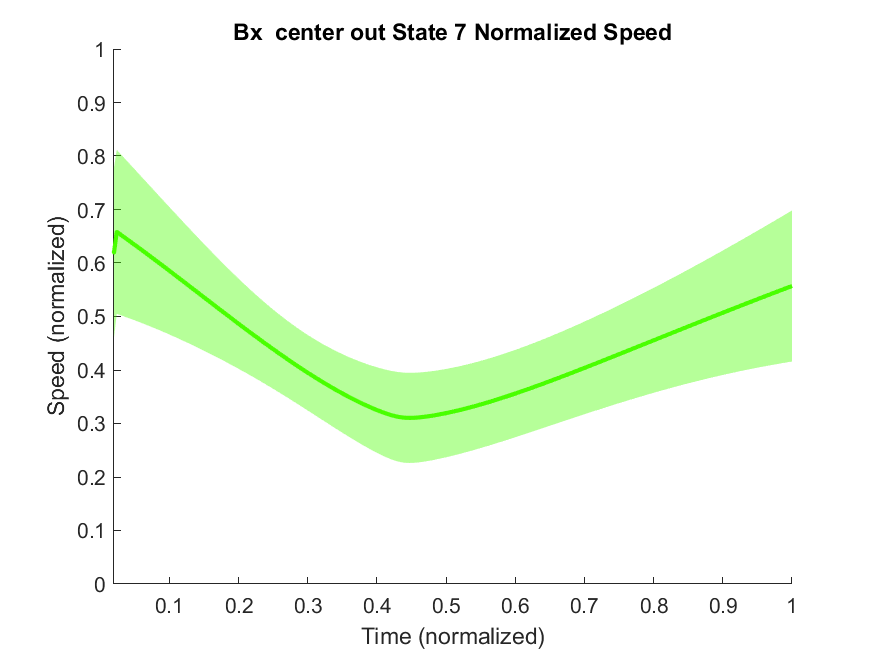 Bx  center out State 7 Normalized Speed
1
0.9
0.8
0.7
0.6
0.5
0.4
0.3
0.2
0.1
0
Speed (normalized)
0.1 0.2 0.3 0.4 0.5 0.6 0.7 0.8 0.9 1
Time (normalized)